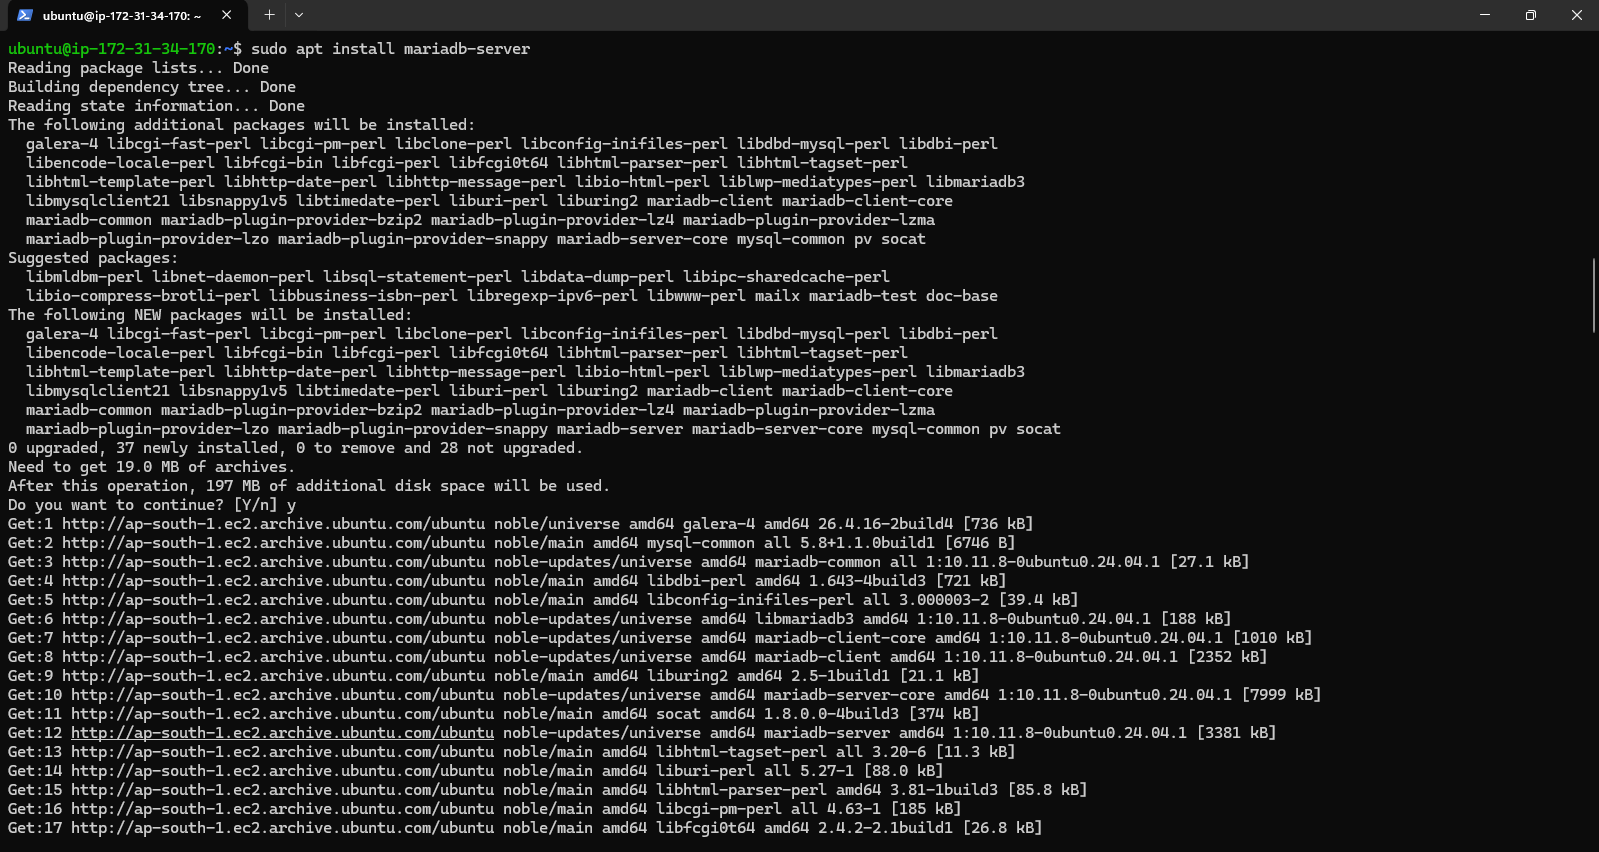 ubuntu@ip-172-31-34-170: ~
ubuntu@ip-172-31-34-170:~$ sudo apt install mariadb-server
Reading package lists... Done
Building dependency tree... Done
Reading state information... Done
The following additional packages will be installed:
  galera-4 libcgi-fast-perl libcgi-pm-perl libclone-perl libconfig-inifiles-perl libdbd-mysql-perl libdbi-perl
  libencode-locale-perl libfcgi-bin libfcgi-perl libfcgi0t64 libhtml-parser-perl libhtml-tagset-perl
  libhtml-template-perl libhttp-date-perl libhttp-message-perl libio-html-perl liblwp-mediatypes-perl libmariadb3
  libmysqlclient21 libsnappy1v5 libtimedate-perl liburi-perl liburing2 mariadb-client mariadb-client-core
  mariadb-common mariadb-plugin-provider-bzip2 mariadb-plugin-provider-lz4 mariadb-plugin-provider-lzma
  mariadb-plugin-provider-lzo mariadb-plugin-provider-snappy mariadb-server-core mysql-common pv socat
Suggested packages:
  libmldbm-perl libnet-daemon-perl libsql-statement-perl libdata-dump-perl libipc-sharedcache-perl
  libio-compress-brotli-perl libbusiness-isbn-perl libregexp-ipv6-perl libwww-perl mailx mariadb-test doc-base
The following NEW packages will be installed:
  galera-4 libcgi-fast-perl libcgi-pm-perl libclone-perl libconfig-inifiles-perl libdbd-mysql-perl libdbi-perl
  libencode-locale-perl libfcgi-bin libfcgi-perl libfcgi0t64 libhtml-parser-perl libhtml-tagset-perl
  libhtml-template-perl libhttp-date-perl libhttp-message-perl libio-html-perl liblwp-mediatypes-perl libmariadb3
  libmysqlclient21 libsnappy1v5 libtimedate-perl liburi-perl liburing2 mariadb-client mariadb-client-core
  mariadb-common mariadb-plugin-provider-bzip2 mariadb-plugin-provider-lz4 mariadb-plugin-provider-lzma
  mariadb-plugin-provider-lzo mariadb-plugin-provider-snappy mariadb-server mariadb-server-core mysql-common pv socat
0 upgraded, 37 newly installed, 0 to remove and 28 not upgraded.
Need to get 19.0 MB of archives.
After this operation, 197 MB of additional disk space will be used.
Do you want to continue? [Y/n] y
Get:1 http://ap-south-1.ec2.archive.ubuntu.com/ubuntu noble/universe amd64 galera-4 amd64 26.4.16-2build4 [736 kB]
Get:2 http://ap-south-1.ec2.archive.ubuntu.com/ubuntu noble/main amd64 mysql-common all 5.8+1.1.0build1 [6746 B]
Get:3 http://ap-south-1.ec2.archive.ubuntu.com/ubuntu noble-updates/universe amd64 mariadb-common all 1:10.11.8-0ubuntu0.24.04.1 [27.1 kB]
Get:4 http://ap-south-1.ec2.archive.ubuntu.com/ubuntu noble/main amd64 libdbi-perl amd64 1.643-4build3 [721 kB]
Get:5 http://ap-south-1.ec2.archive.ubuntu.com/ubuntu noble/main amd64 libconfig-inifiles-perl all 3.000003-2 [39.4 kB]
Get:6 http://ap-south-1.ec2.archive.ubuntu.com/ubuntu noble-updates/universe amd64 libmariadb3 amd64 1:10.11.8-0ubuntu0.24.04.1 [188 kB]
Get:7 http://ap-south-1.ec2.archive.ubuntu.com/ubuntu noble-updates/universe amd64 mariadb-client-core amd64 1:10.11.8-0ubuntu0.24.04.1 [1010 kB]
Get:8 http://ap-south-1.ec2.archive.ubuntu.com/ubuntu noble-updates/universe amd64 mariadb-client amd64 1:10.11.8-0ubuntu0.24.04.1 [2352 kB]
Get:9 http://ap-south-1.ec2.archive.ubuntu.com/ubuntu noble/main amd64 liburing2 amd64 2.5-1build1 [21.1 kB]
Get:10 http://ap-south-1.ec2.archive.ubuntu.com/ubuntu noble-updates/universe amd64 mariadb-server-core amd64 1:10.11.8-0ubuntu0.24.04.1 [7999 kB]
Get:11 http://ap-south-1.ec2.archive.ubuntu.com/ubuntu noble/main amd64 socat amd64 1.8.0.0-4build3 [374 kB]
Get:12 http://ap-south-1.ec2.archive.ubuntu.com/ubuntu noble-updates/universe amd64 mariadb-server amd64 1:10.11.8-0ubuntu0.24.04.1 [3381 kB]
Get:13 http://ap-south-1.ec2.archive.ubuntu.com/ubuntu noble/main amd64 libhtml-tagset-perl all 3.20-6 [11.3 kB]
Get:14 http://ap-south-1.ec2.archive.ubuntu.com/ubuntu noble/main amd64 liburi-perl all 5.27-1 [88.0 kB]
Get:15 http://ap-south-1.ec2.archive.ubuntu.com/ubuntu noble/main amd64 libhtml-parser-perl amd64 3.81-1build3 [85.8 kB]
Get:16 http://ap-south-1.ec2.archive.ubuntu.com/ubuntu noble/main amd64 libcgi-pm-perl all 4.63-1 [185 kB]
Get:17 http://ap-south-1.ec2.archive.ubuntu.com/ubuntu noble/main amd64 libfcgi0t64 amd64 2.4.2-2.1build1 [26.8 kB]